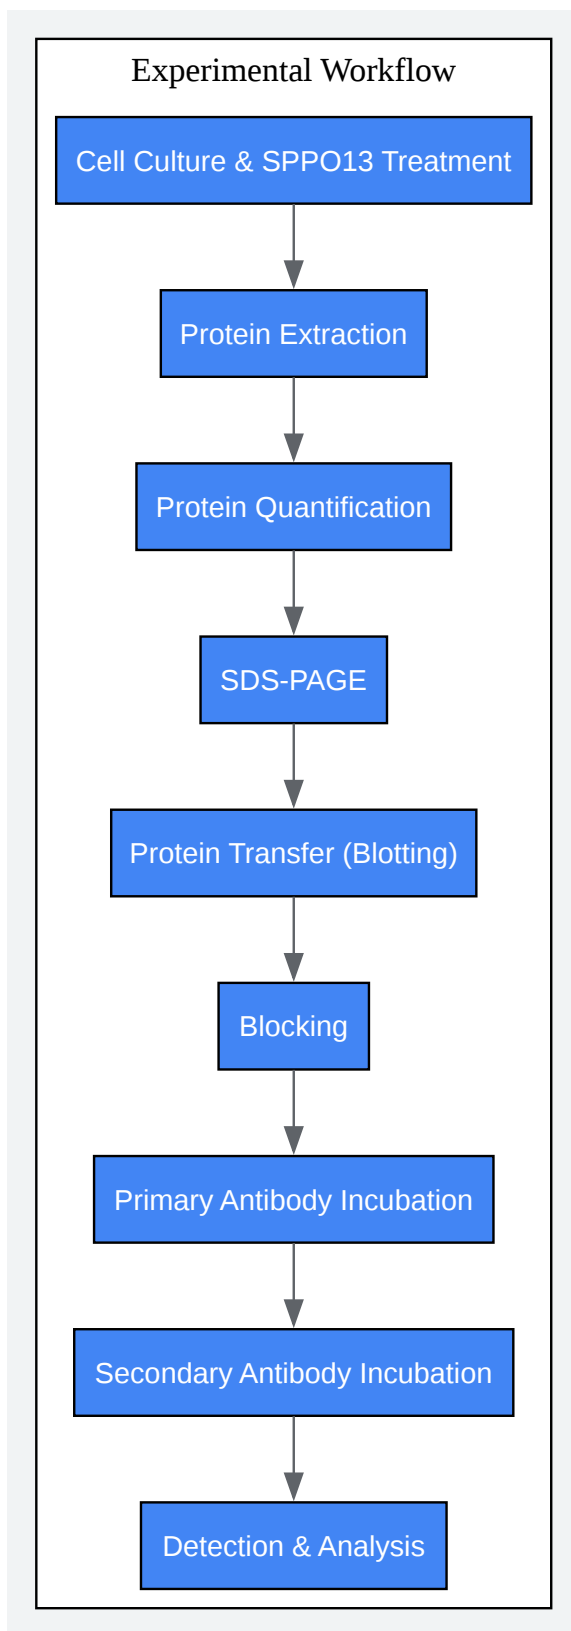 Experimental Workflow
Cell Culture & SPPO13 Treatment
Protein Extraction
Protein Quantification
SDS-PAGE
Protein Transfer (Blotting)
Blocking
Primary Antibody Incubation
Secondary Antibody Incubation
Detection & Analysis